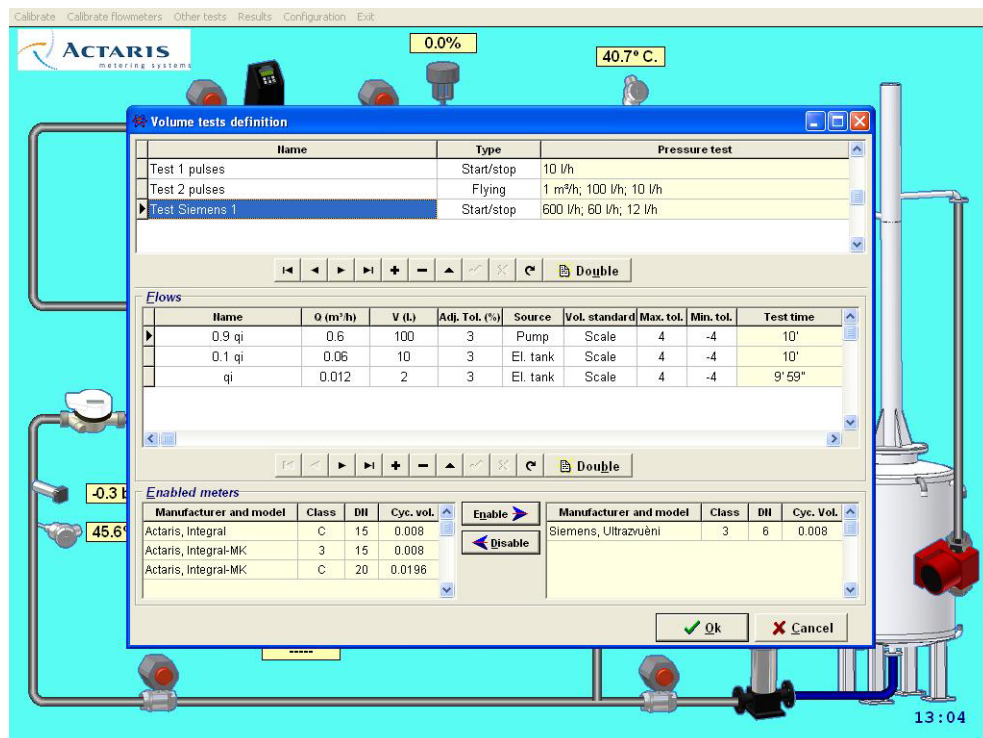 Calibrate Calibrate flowmeters Other tests Results Configuration Exit
ACTARIS
metering systems
0.0%
40.7° C.
Volume tests definition
Name Type Pressure test
Test 1 pulses Start/stop 10 l/h
Test 2 pulses Flying 1 m³/h; 100 l/h; 10 l/h
Test Siemens 1 Start/stop 600 l/h; 60 l/h; 12 l/h
Double
Flows
Name Q (m³/h) V (l.) Adj. Tol. (%) Source Vol. standard Max. tol. Min. tol. Test time
0.9 qi 0.6 100 3 Pump Scale 4 -4 10'
0.1 qi 0.06 10 3 El. tank Scale 4 -4 10'
qi 0.012 2 3 El. tank Scale 4 -4 9'59"
Double
-0.3 b
45.6°
Enabled meters
Manufacturer and model Class DN Cyc. vol.
Actaris, Integral C 15 0.008
Actaris, Integral-MK 3 15 0.008
Actaris, Integral-MK C 20 0.0196
Enable
Disable
Manufacturer and model Class DN Cyc. Vol.
Siemens, Ultrazvuèni 3 6 0.008
Ok Cancel
-----
13:04